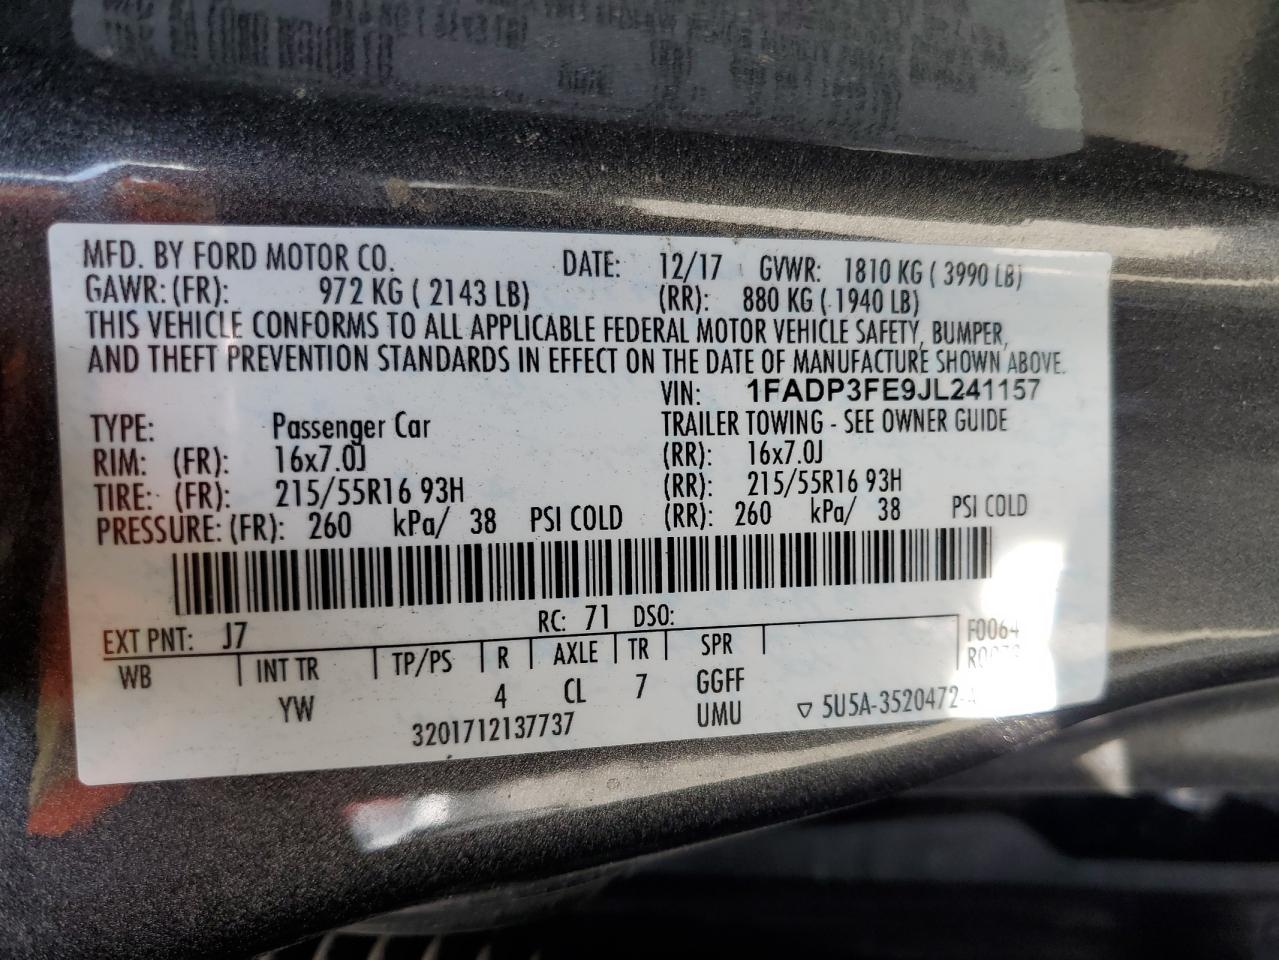 MFD. BY FORD MOTOR CO. DATE: 12/17 GVWR: 1810 KG ( 3990 LB)
GAWR: (FR): 972 KG ( 2143 LB) (RR): 880 KG ( 1940 LB)
THIS VEHICLE CONFORMS TO ALL APPLICABLE FEDERAL MOTOR VEHICLE SAFETY, BUMPER,
AND THEFT PREVENTION STANDARDS IN EFFECT ON THE DATE OF MANUFACTURE SHOWN ABOVE.
VIN: 1FADP3FE9JL241157
TYPE: Passenger Car TRAILER TOWING - SEE OWNER GUIDE
RIM: (FR): 16x7.0J (RR): 16x7.0J
TIRE: (FR): 215/55R16 93H (RR): 215/55R16 93H
PRESSURE: (FR): 260 kPa/ 38 PSI COLD (RR): 260 kPa/ 38 PSI COLD
EXT PNT: J7 RC: 71 DSO: F0064
WB INT TR TP/PS R AXLE TR SPR
YW 4 CL 7 GGFF
3201712137737 UMU ▽ 5U5A-3520472-